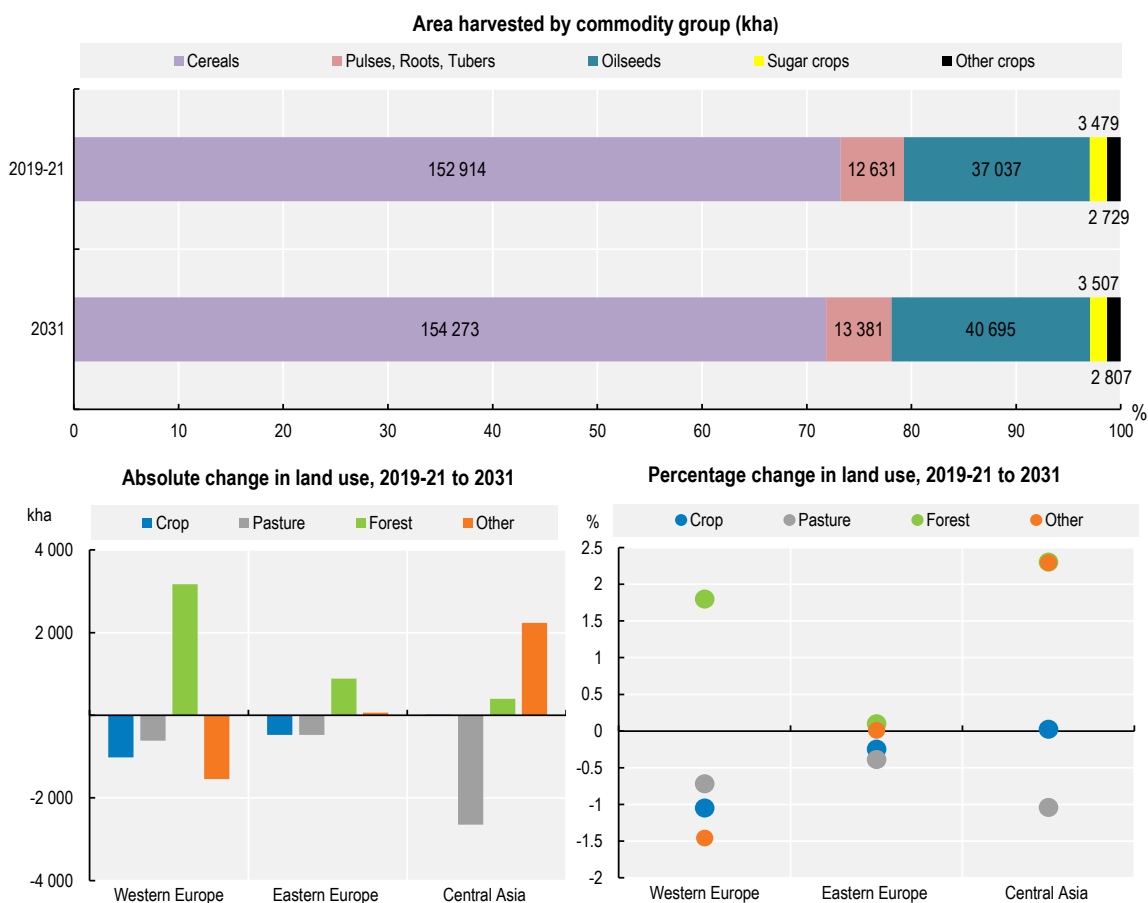 Area harvested by commodity group (kha)
Cereals Pulses, Roots, Tubers Oilseeds Sugar crops Other crops
3 479
2019-21 152 914 12 631 37 037
2 729
3 507
2031 154 273 13 381 40 695
2 807
0 10 20 30 40 50 60 70 80 90 100 %
Absolute change in land use, 2019-21 to 2031
kha
Crop Pasture Forest Other
4 000
2 000
-2 000
-4 000
Western Europe Eastern Europe Central Asia
Percentage change in land use, 2019-21 to 2031
%
Crop Pasture Forest Other
2.5
2
1.5
1
0.5
0
-0.5
-1
-1.5
-2
Western Europe Eastern Europe Central Asia